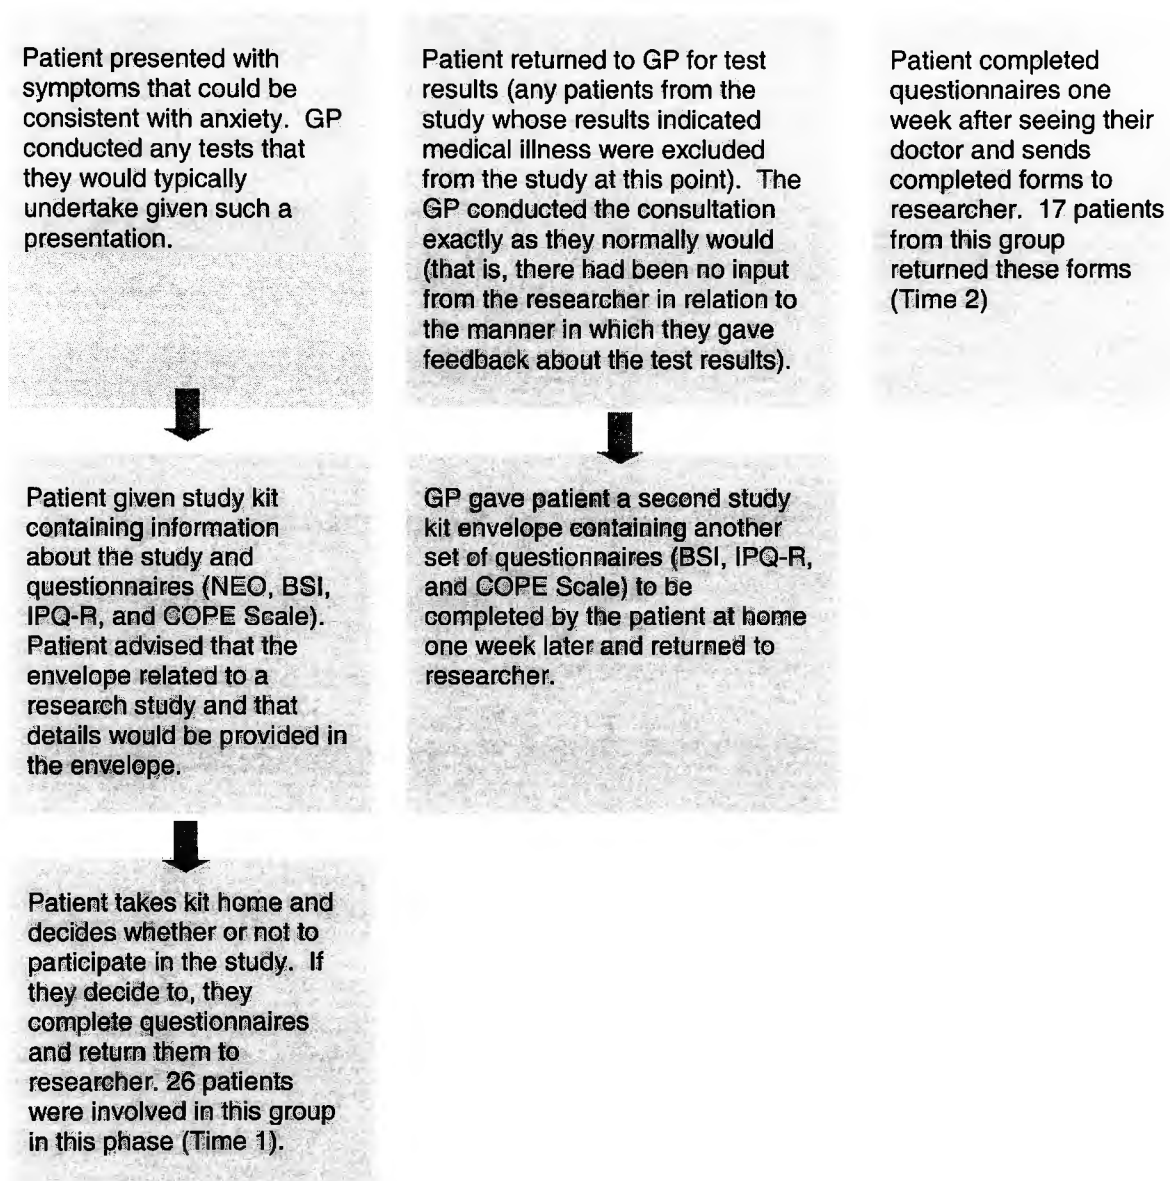 Patient presented with
symptoms that could be
consistent with anxiety. GP
conducted any tests that
they would typically
undertake given such a
presentation.
Patient given study kit
containing information
about the study and
questionnaires (NEO, BSI,
IPQ-R, and COPE Scale).
Patient advised that the
envelope related to a
research study and that
details would be provided in
the envelope.
Patient takes kit home and
decides whether or not to
participate in the study. If
they decide to, they
complete questionnaires
and return them to
researcher. 26 patients
were involved in this group
in this phase (Time 1).
Patient returned to GP for test
results (any patients from the
study whose results indicated
medical illness were excluded
from the study at this point). The
GP conducted the consultation
exactly as they normally would
(that is, there had been no input
from the researcher in relation to
the manner in which they gave
feedback about the test results).
GP gave patient a second study
kit envelope containing another
set of questionnaires (BSI, IPQ-R,
and COPE Scale) to be
completed by the patient at home
one week later and returned to
researcher.
Patient completed
questionnaires one
week after seeing their
doctor and sends
completed forms to
researcher. 17 patients
from this group
returned these forms
(Time 2)